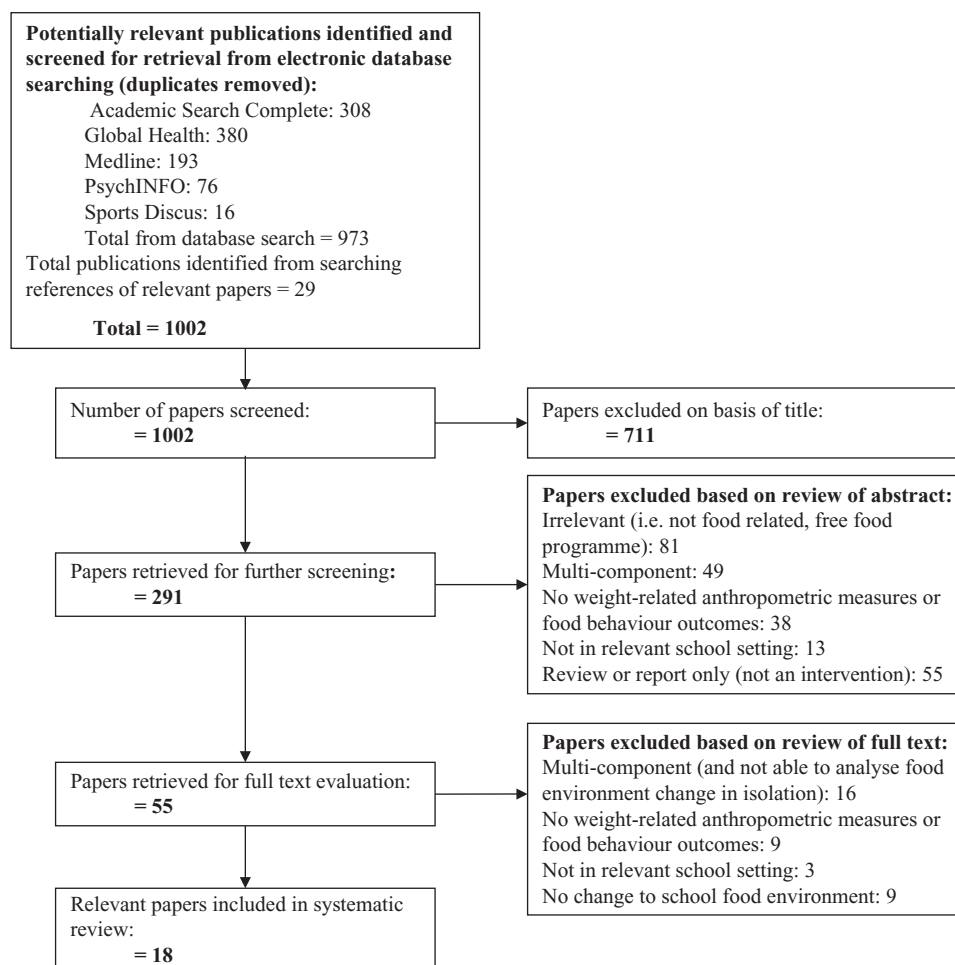 Potentially relevant publications identified and
screened for retrieval from electronic database
searching (duplicates removed):
Academic Search Complete: 308
Global Health: 380
Medline: 193
PsychINFO: 76
Sports Discus: 16
Total from database search = 973
Total publications identified from searching
references of relevant papers = 29
Total = 1002
Number of papers screened:
= 1002
Papers excluded on basis of title:
= 711
Papers excluded based on review of abstract:
Irrelevant (i.e. not food related, free food
programme): 81
Multi-component: 49
No weight-related anthropometric measures or
food behaviour outcomes: 38
Not in relevant school setting: 13
Review or report only (not an intervention): 55
Papers retrieved for further screening:
= 291
Papers excluded based on review of full text:
Multi-component (and not able to analyse food
environment change in isolation): 16
No weight-related anthropometric measures or
food behaviour outcomes: 9
Not in relevant school setting: 3
No change to school food environment: 9
Papers retrieved for full text evaluation:
= 55
Relevant papers included in systematic
review:
= 18